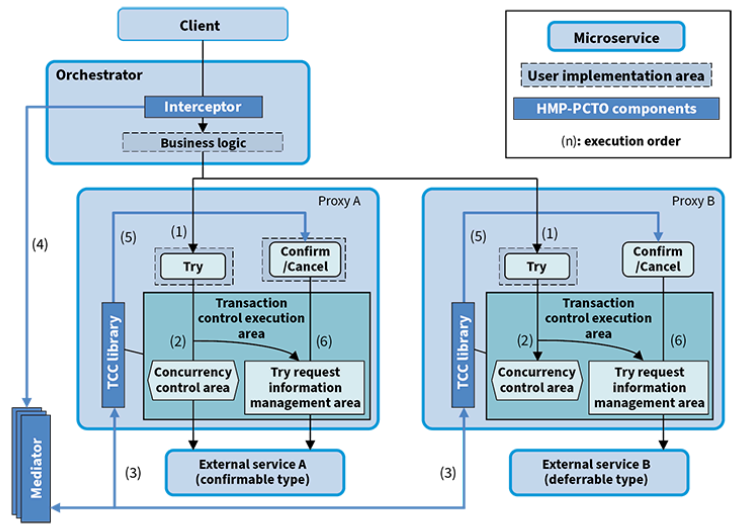 Client
Microservice
User implementation area
HMP-PCTO components
(n): execution order
Orchestrator
Interceptor
Business logic
(4)
Proxy A
(5)
(1)
Try
Confirm
/Cancel
Transaction
control execution
area
(2)
(6)
TCC library
Concurrency
control area
Try request
information
management area
Proxy B
(5)
(1)
Try
Confirm
/Cancel
Transaction
control execution
area
(2)
(6)
TCC library
Concurrency
control area
Try request
information
management area
Mediator
(3)
External service A
(confirmable type)
(3)
External service B
(deferrable type)